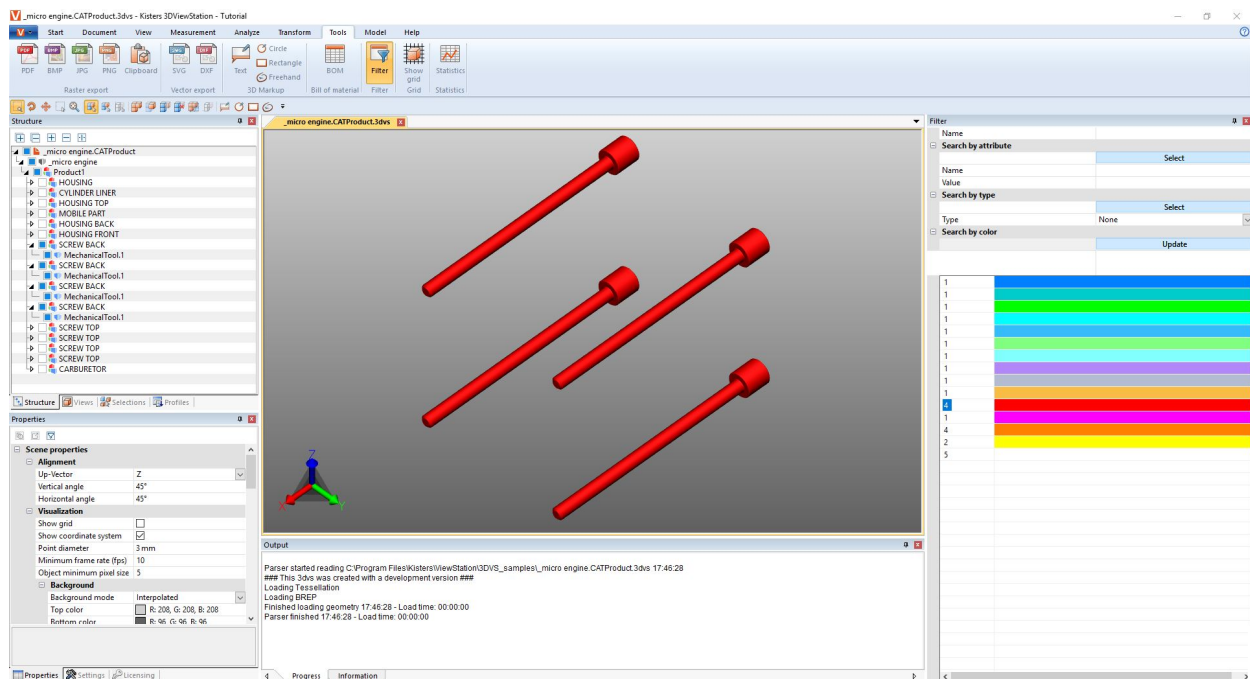 _micro engine.CATProduct.3dvs - Kisters 3DViewStation - Tutorial
Start Document View Measurement Analyze Transform Tools Model Help
PDF BMP JPG PNG Clipboard SVG DXF Text Circle Rectangle Freehand BOM Filter Show grid Statistics
Raster export Vector export 3D Markup Bill of material Filter Grid Statistics
Structure
_micro engine.CATProduct
_micro engine
Product1
HOUSING
CYLINDER LINER
HOUSING TOP
MOBILE PART
HOUSING BACK
HOUSING FRONT
SCREW BACK
MechanicalTool.1
SCREW BACK
MechanicalTool.1
SCREW BACK
MechanicalTool.1
SCREW BACK
MechanicalTool.1
SCREW TOP
SCREW TOP
SCREW TOP
SCREW TOP
CARBURETOR
Structure Views Selections Profiles
Properties
Scene properties
Alignment
Up-Vector Z
Vertical angle 45°
Horizontal angle 45°
Visualization
Show grid
Show coordinate system
Point diameter 3 mm
Minimum frame rate (fps) 10
Object minimum pixel size 5
Background
Background mode Interpolated
Top color R: 208, G: 208, B: 208
Bottom color R: 96, G: 96, B: 96
Properties Settings Licensing
_micro engine.CATProduct.3dvs
Z
X
Y
Output
Parser started reading C:\Program Files\Kisters\ViewStation\3DVS_samples\_micro engine.CATProduct.3dvs 17:46:28
### This 3dvs was created with a development version ###
Loading Tessellation
Loading BREP
Finished loading geometry 17:46:28 - Load time: 00:00:00
Parser finished 17:46:28 - Load time: 00:00:00
Progress Information
Filter
Name
Search by attribute
Select
Name
Value
Search by type
Select
Type None
Search by color
Update
1
1
1
1
1
1
1
1
1
1
4
1
4
2
5